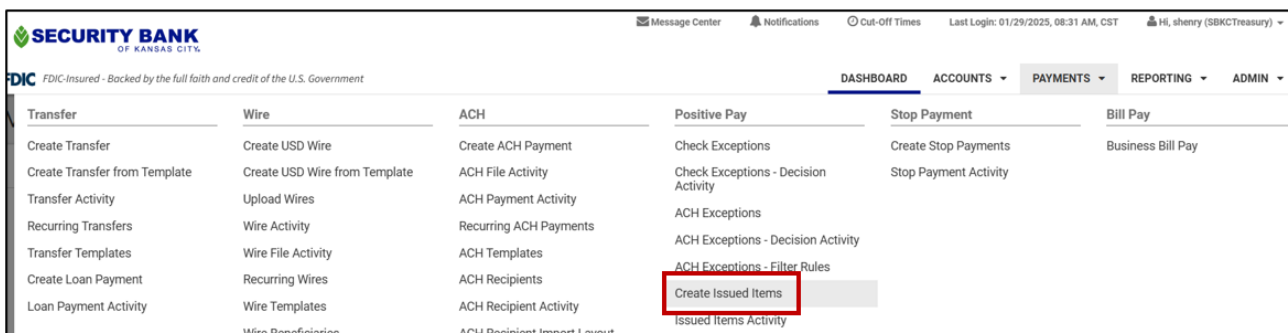 Message Center Notifications Cut-Off Times Last Login: 01/29/2025, 08:31 AM, CST Hi, shenry (SBKCTreasury)
SECURITY BANK
OF KANSAS CITY.
FDIC FDIC-Insured - Backed by the full faith and credit of the U.S. Government
DASHBOARD ACCOUNTS PAYMENTS REPORTING ADMIN
Transfer
Create Transfer
Create Transfer from Template
Transfer Activity
Recurring Transfers
Transfer Templates
Create Loan Payment
Loan Payment Activity
Wire
Create USD Wire
Create USD Wire from Template
Upload Wires
Wire Activity
Wire File Activity
Recurring Wires
Wire Templates
Wire Beneficiaries
ACH
Create ACH Payment
ACH File Activity
ACH Payment Activity
Recurring ACH Payments
ACH Templates
ACH Recipients
ACH Recipient Activity
ACH Recipient Import Layout
Positive Pay
Check Exceptions
Check Exceptions - Decision
Activity
ACH Exceptions
ACH Exceptions - Decision Activity
ACH Exceptions - Filter Rules
Create Issued Items
Issued Items Activity
Stop Payment
Create Stop Payments
Stop Payment Activity
Bill Pay
Business Bill Pay